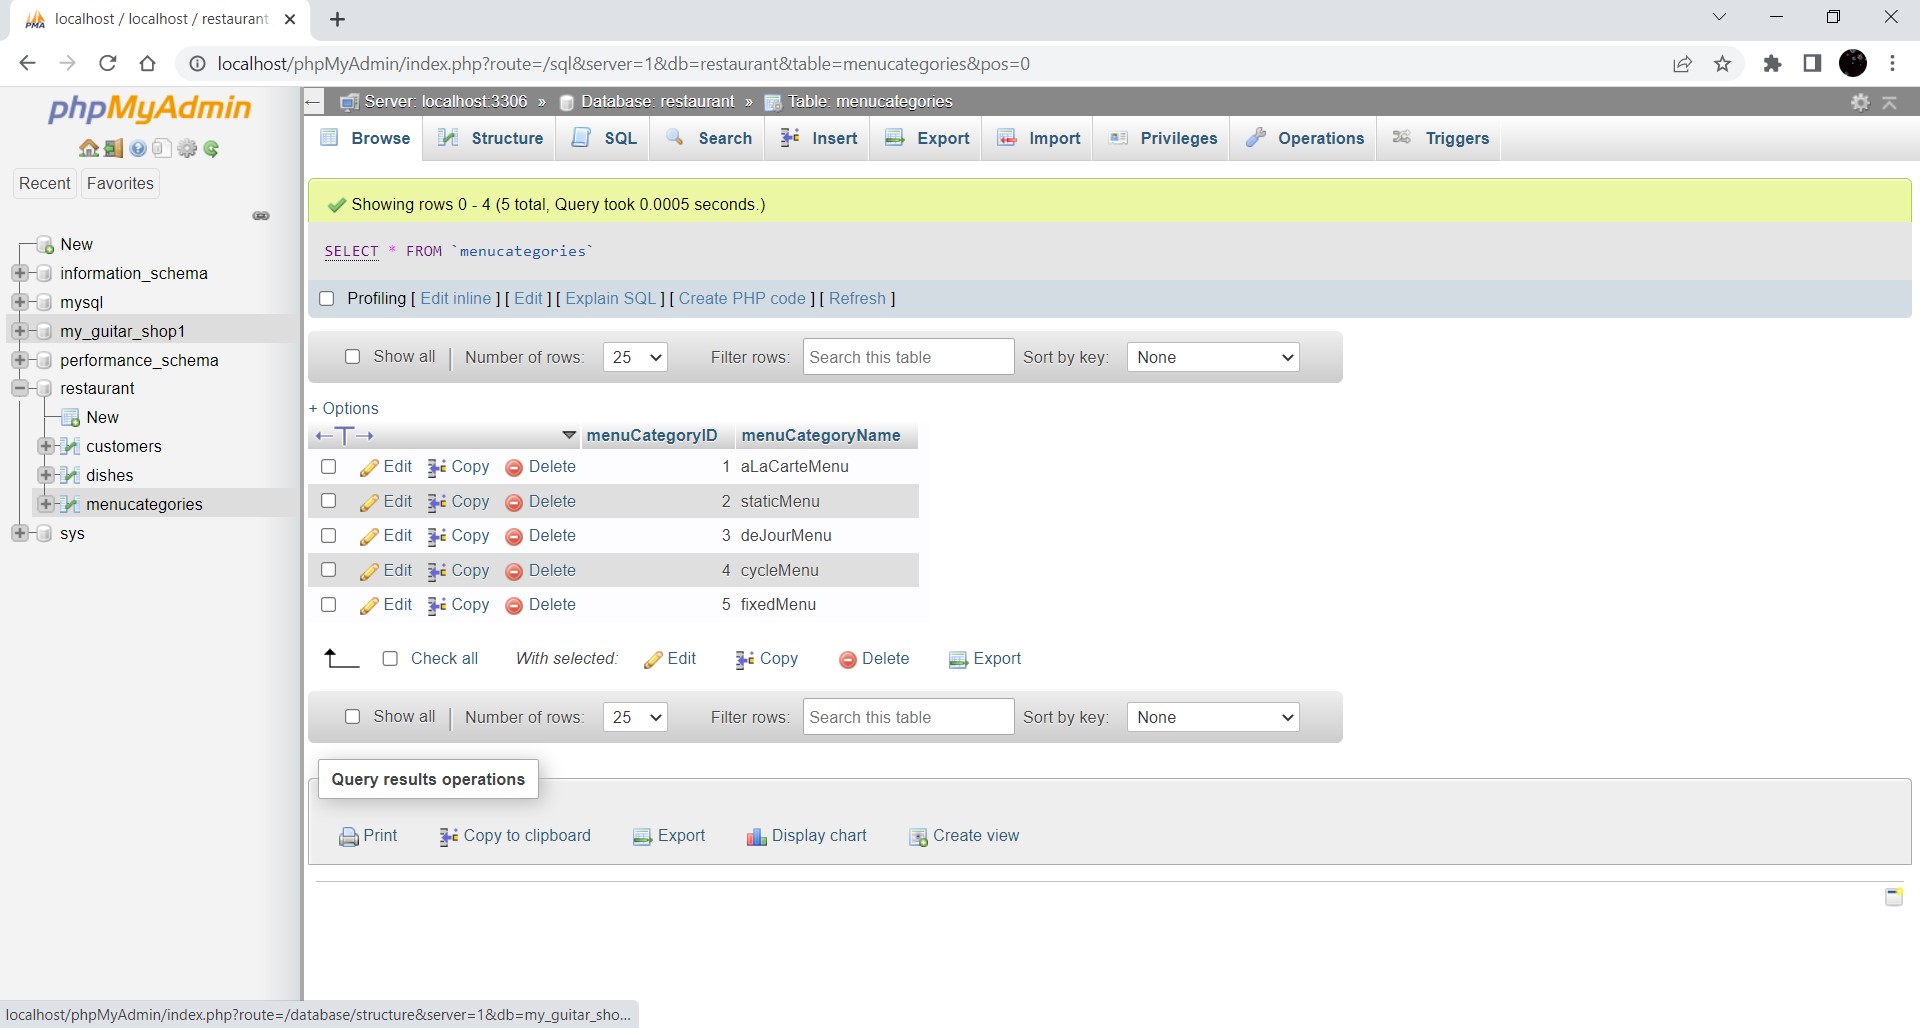 localhost / localhost / restaurant
localhost/phpMyAdmin/index.php?route=/sql&server=1&db=restaurant&table=menucategories&pos=0
phpMyAdmin
Recent Favorites
New
information_schema
mysql
my_guitar_shop1
performance_schema
restaurant
New
customers
dishes
menucategories
sys
Server: localhost:3306 » Database: restaurant » Table: menucategories
Browse Structure SQL Search Insert Export Import Privileges Operations Triggers
Showing rows 0 - 4 (5 total, Query took 0.0005 seconds.)
SELECT * FROM `menucategories`
Profiling [ Edit inline ] [ Edit ] [ Explain SQL ] [ Create PHP code ] [ Refresh ]
Show all | Number of rows: 25 Filter rows: Search this table Sort by key: None
+ Options
menuCategoryID menuCategoryName
Edit Copy Delete 1 aLaCarteMenu
Edit Copy Delete 2 staticMenu
Edit Copy Delete 3 deJourMenu
Edit Copy Delete 4 cycleMenu
Edit Copy Delete 5 fixedMenu
Check all With selected: Edit Copy Delete Export
Show all | Number of rows: 25 Filter rows: Search this table Sort by key: None
Query results operations
Print Copy to clipboard Export Display chart Create view
localhost/phpMyAdmin/index.php?route=/database/structure&server=1&db=my_guitar_sho...